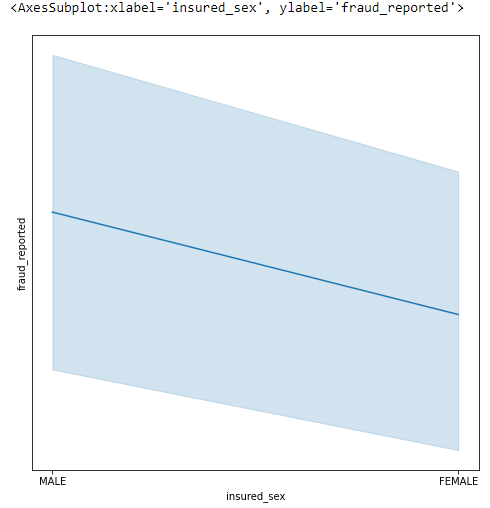 <AxesSubplot:xlabel='insured_sex', ylabel='fraud_reported'>
fraud_reported
MALE
FEMALE
insured_sex